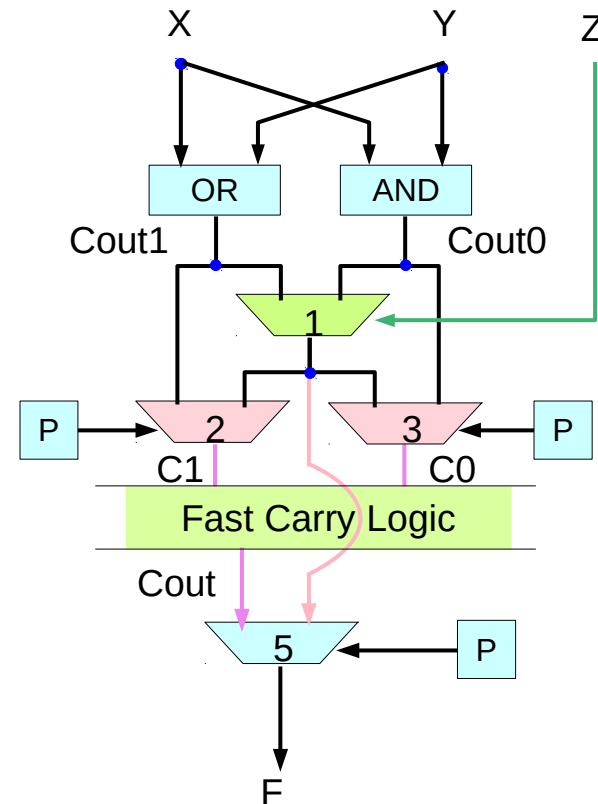 X Y Z
OR AND
Cout1 Cout0
1
P 2 3 P
C1 C0
Fast Carry Logic
Cout
5 P
F